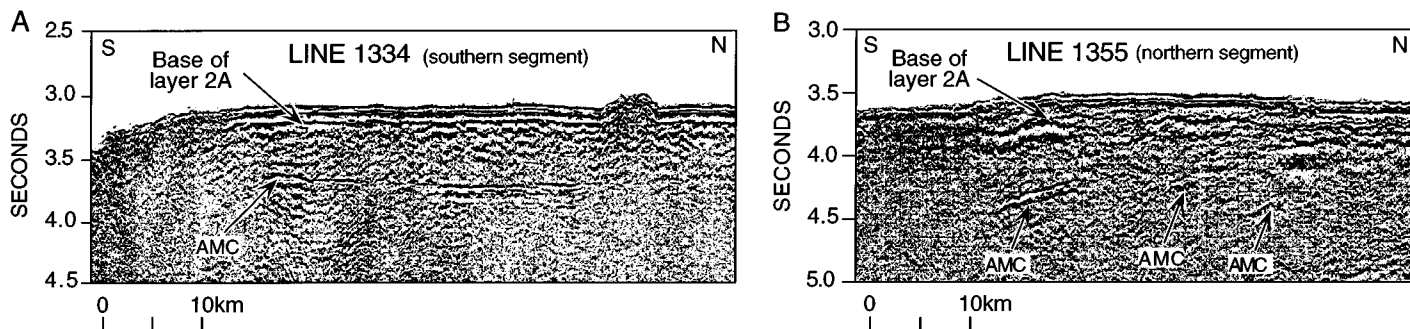 A
2.5
3.0
3.5
4.0
4.5
SECONDS
S
N
LINE 1334 (southern segment)
Base of
layer 2A
AMC
0
10km
B
3.0
3.5
4.0
4.5
5.0
SECONDS
S
N
LINE 1355 (northern segment)
Base of
layer 2A
AMC
AMC
AMC
0
10km